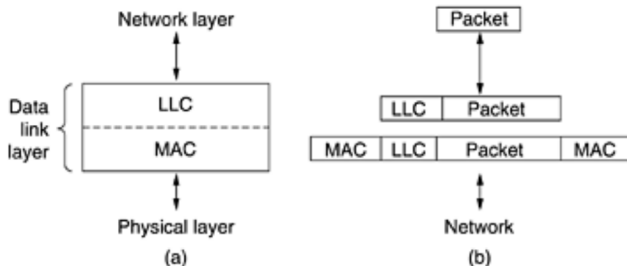 Network layer
Data
link
layer
LLC
MAC
Physical layer
(a)
Packet
LLC Packet
MAC LLC Packet MAC
Network
(b)